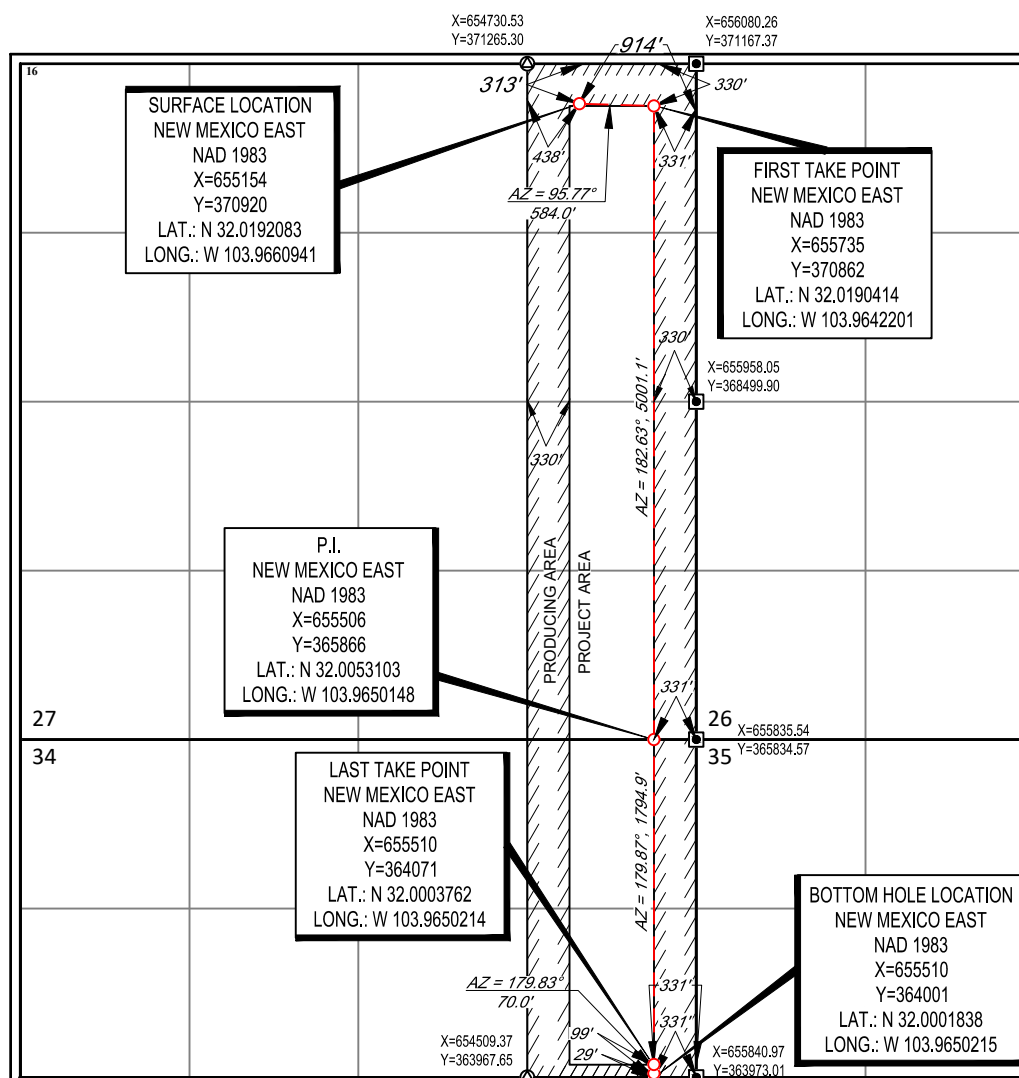 X=654730.53
Y=371265.30
X=656080.26
Y=371167.37
16
914'
313'
330'
438'
331'
AZ = 95.77°
584.0'
SURFACE LOCATION
NEW MEXICO EAST
NAD 1983
X=655154
Y=370920
LAT.: N 32.0192083
LONG.: W 103.9660941
FIRST TAKE POINT
NEW MEXICO EAST
NAD 1983
X=655735
Y=370862
LAT.: N 32.0190414
LONG.: W 103.9642201
330'
X=655958.05
Y=368499.90
AZ = 182.63°, 5001.1'
330'
PRODUCING AREA
PROJECT AREA
P.I.
NEW MEXICO EAST
NAD 1983
X=655506
Y=365866
LAT.: N 32.0053103
LONG.: W 103.9650148
331'
27
26
X=655835.54
Y=365834.57
34
35
LAST TAKE POINT
NEW MEXICO EAST
NAD 1983
X=655510
Y=364071
LAT.: N 32.0003762
LONG.: W 103.9650214
AZ = 179.87°, 1794.9'
BOTTOM HOLE LOCATION
NEW MEXICO EAST
NAD 1983
X=655510
Y=364001
LAT.: N 32.0001838
LONG.: W 103.9650215
AZ = 179.83°
70.0'
331'
331'
99'
29'
X=654509.37
Y=363967.65
X=655840.97
Y=363973.01